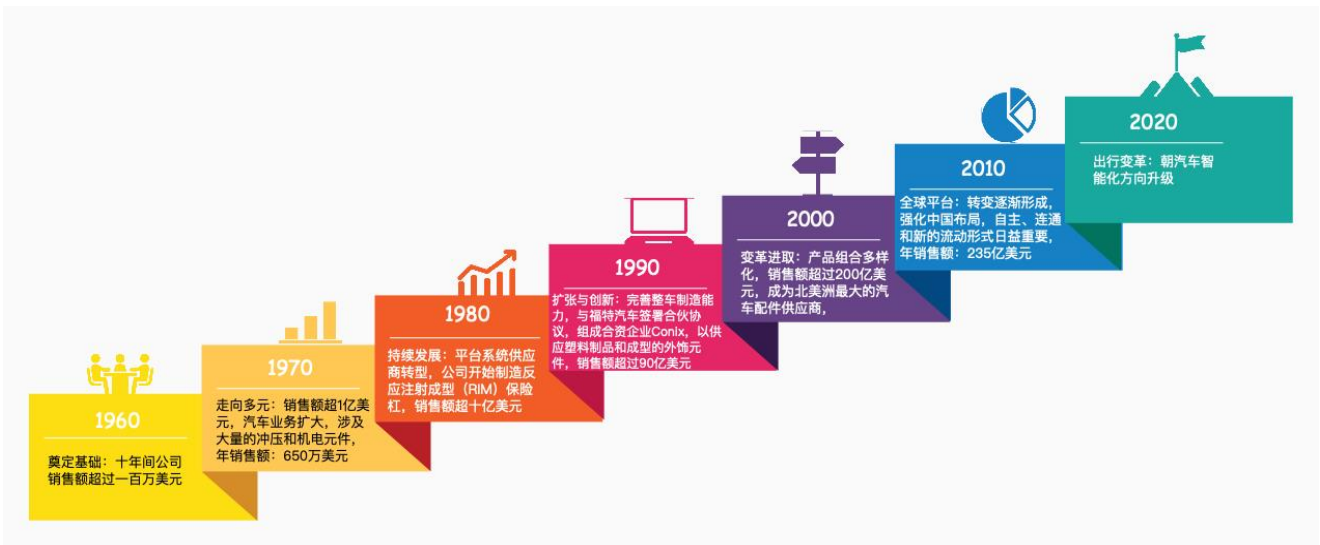 1960
奠定基础：十年间公司
销售额超过一百万美元
1970
走向多元：销售额超1亿美
元，汽车业务扩大，涉及
大量的冲压和机电元件，
年销售额：650万美元
1980
持续发展：平台系统供应
商转型，公司开始制造反
应注射成型（RIM）保险
杠，销售额超十亿美元
1990
扩张与创新：完善整车制造能
力，与福特汽车签署合伙协
议，组成合资企业Conix，以供
应塑料制品和成型的外饰元
件，销售额超过90亿美元
2000
变革进取：产品组合多样
化，销售额超过200亿美
元，成为北美洲最大的汽
车配件供应商，
2010
全球平台：转变逐渐形成，
强化中国布局，自主、连通
和新的流动形式日益重要，
年销售额：235亿美元
2020
出行变革：朝汽车智
能化方向升级